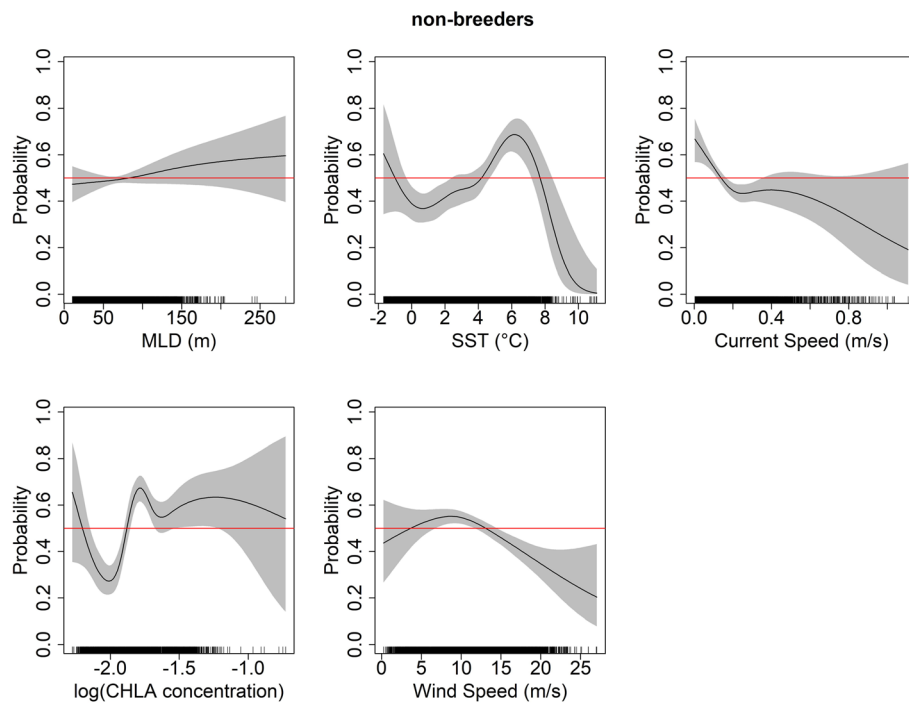 non-breeders
Probability
0.0 0.2 0.4 0.6 0.8 1.0
0 50 150 250
MLD (m)
Probability
0.0 0.2 0.4 0.6 0.8 1.0
-2 0 2 4 6 8 10
SST (°C)
Probability
0.0 0.2 0.4 0.6 0.8 1.0
0.0 0.4 0.8
Current Speed (m/s)
Probability
0.0 0.2 0.4 0.6 0.8 1.0
-2.0 -1.5 -1.0
log(CHLA concentration)
Probability
0.0 0.2 0.4 0.6 0.8 1.0
0 5 10 15 20 25
Wind Speed (m/s)